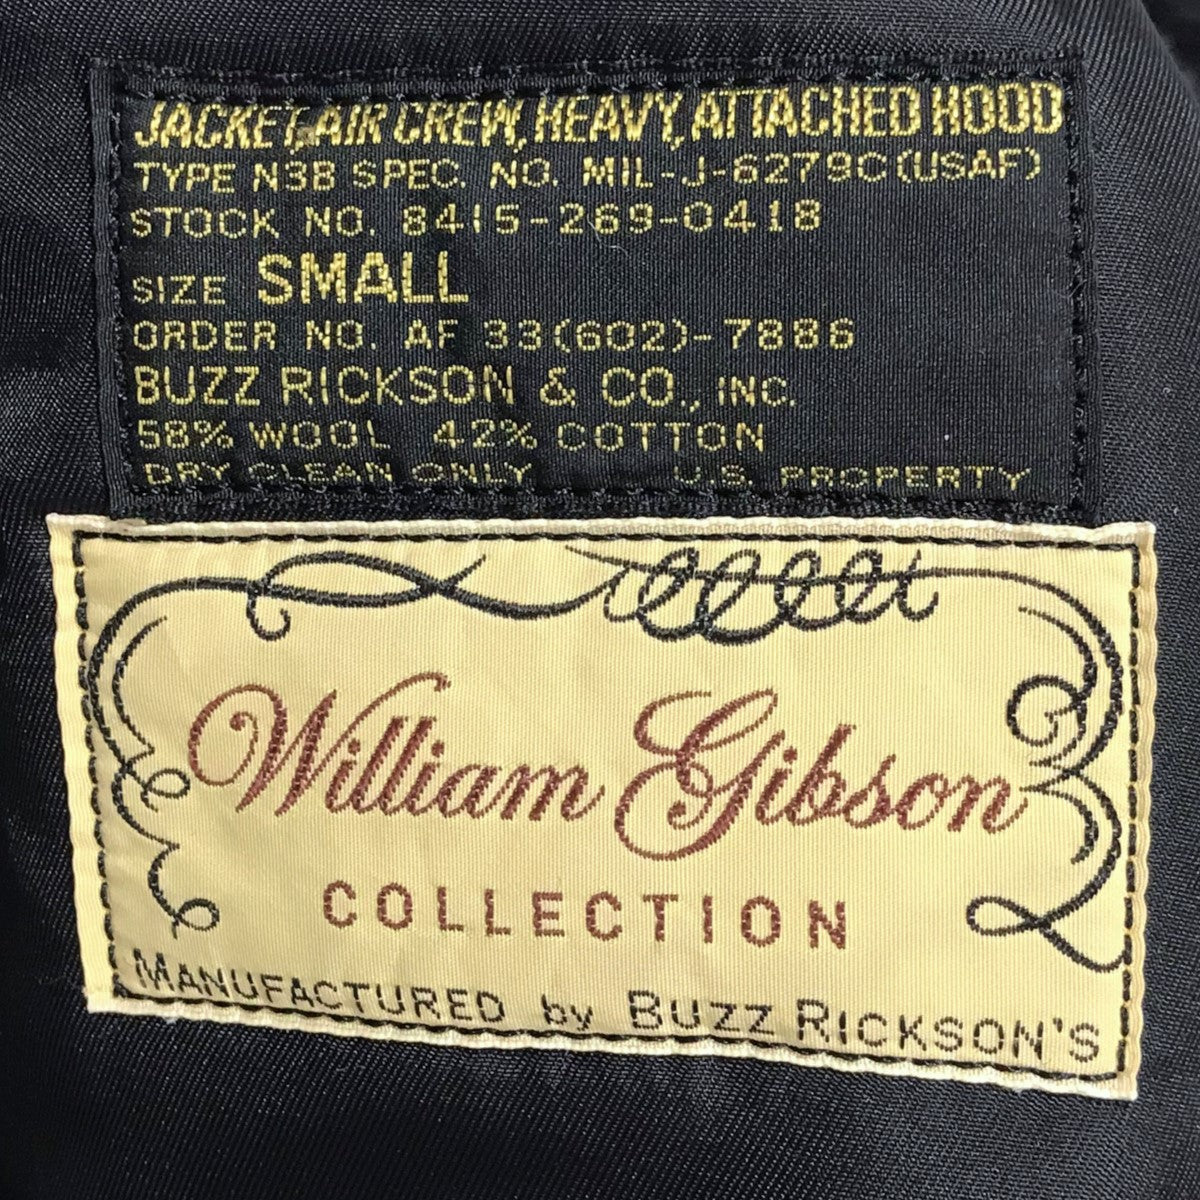 JACKET, AIR CREW, HEAVY, ATTACHED HOOD
TYPE N3B SPEC. NO. MIL-J-6279C (USAF)
STOCK NO. 8415-269-0418
SIZE SMALL
ORDER NO. AF 33(602)-7886
BUZZ RICKSON & CO., INC.
58% WOOL 42% COTTON
DRY CLEAN ONLY U.S. PROPERTY
William Gibson
COLLECTION
MANUFACTURED by BUZZ RICKSON'S